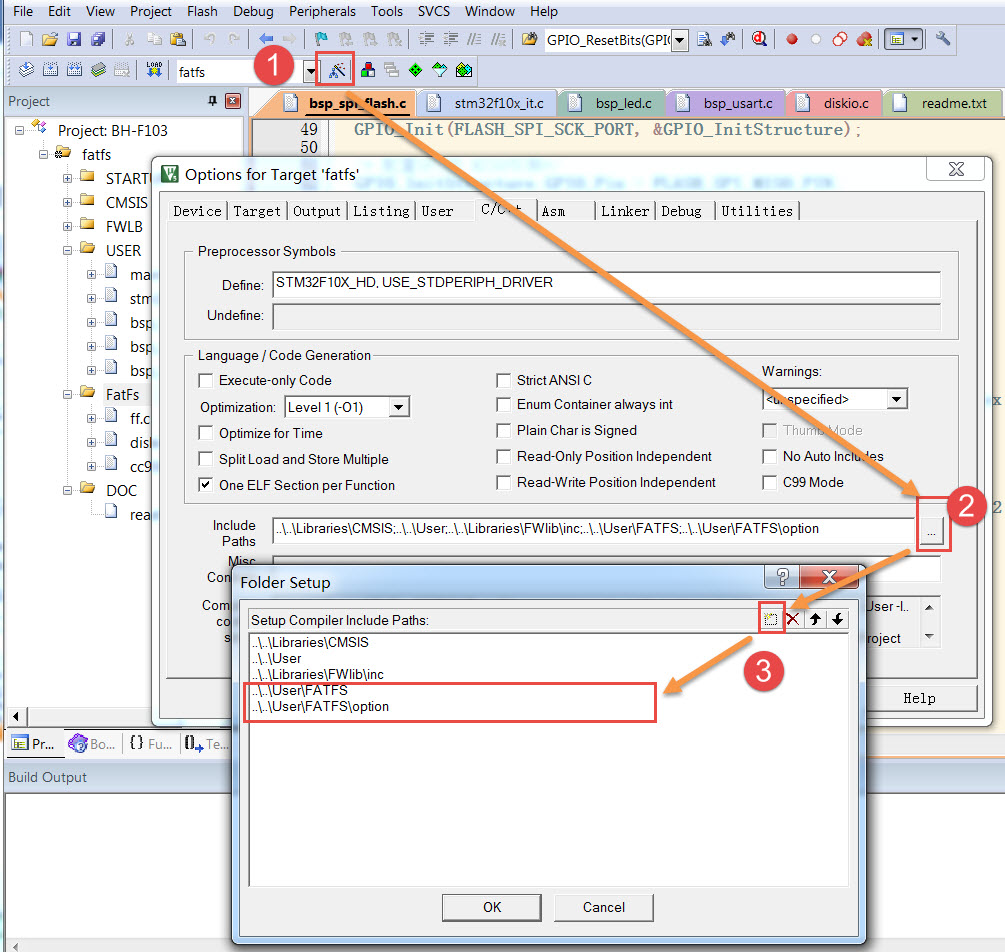 File Edit View Project Flash Debug Peripherals Tools SVCS Window Help
GPIO_ResetBits(GPI
LOAD fatfs 1
Project
bsp_spi_flash.c stm32f10x_it.c bsp_led.c bsp_usart.c diskio.c readme.txt
49 GPIO_Init(FLASH_SPI_SCK_PORT, &GPIO_InitStructure);
50
Project: BH-F103
fatfs
STARTU
CMSIS
FWLB
USER
ma
stm
bsp
bsp
bsp
FatFs
ff.c
disk
cc9
DOC
rea
Options for Target 'fatfs'
Device Target Output Listing User C/C++ Asm Linker Debug Utilities
Preprocessor Symbols
Define: STM32F10X_HD, USE_STDPERIPH_DRIVER
Undefine:
Language / Code Generation
Execute-only Code
Optimization: Level 1 (-O1)
Optimize for Time
Split Load and Store Multiple
One ELF Section per Function
Strict ANSI C
Enum Container always int
Plain Char is Signed
Read-Only Position Independent
Read-Write Position Independent
Warnings:
<unspecified>
Thumb Mode
No Auto Includes
C99 Mode
x
2
2
Include
Paths
..\..\Libraries\CMSIS;..\..\User;..\..\Libraries\FWlib\inc;..\..\User\FATFS;..\..\User\FATFS\option
...
Misc
Con
Com
co
s
User -I..
roject
Help
Folder Setup
Setup Compiler Include Paths:
..\..\Libraries\CMSIS
..\..\User
..\..\Libraries\FWlib\inc
..\..\User\FATFS
..\..\User\FATFS\option
3
OK Cancel
Pr... Bo... {} Fu... Te...
Build Output